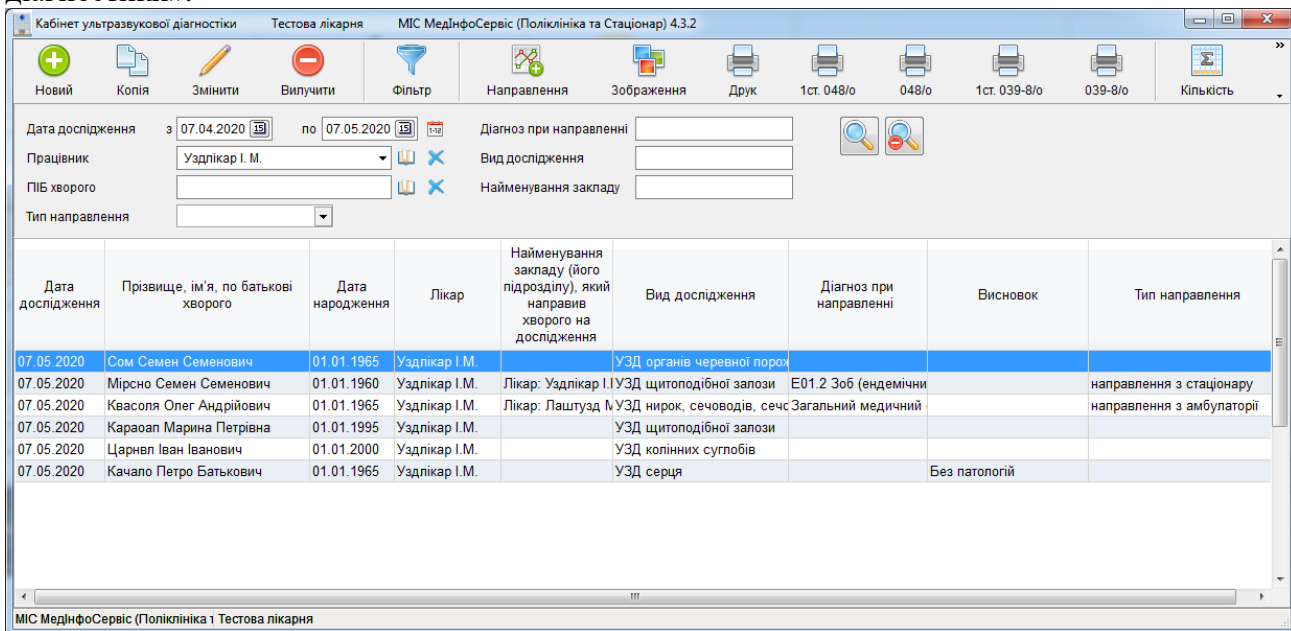 Кабінет ультразвукової діагностики Тестова лікарня МІС МедІнфоСервіс (Поліклініка та Стаціонар) 4.3.2
Новий Копія Змінити Вилучити Фільтр Направлення Зображення Друк 1ст. 048/о 048/о 1ст. 039-8/о 039-8/о Кількість
Дата дослідження з 07.04.2020 15 по 07.05.2020 15 1-12 Діагноз при направленні
Працівник Уздлікар І. М. Вид дослідження
ПІБ хворого Найменування закладу
Тип направлення
Дата дослідження Прізвище, ім'я, по батькові хворого Дата народження Лікар Найменування закладу (його підрозділу), який направив хворого на дослідження Вид дослідження Діагноз при направленні Висновок Тип направлення
07.05.2020 Сом Семен Семенович 01.01.1965 Уздлікар І.М. УЗД органів черевної порож
07.05.2020 Мірсно Семен Семенович 01.01.1960 Уздлікар І.М. Лікар: Уздлікар І. УЗД щитоподібної залози E01.2 Зоб (ендемічни направлення з стаціонару
07.05.2020 Квасоля Олег Андрійович 01.01.1965 Уздлікар І.М. Лікар: Лаштузд М УЗД нирок, сечоводів, сечо Загальний медичний направлення з амбулаторії
07.05.2020 Караоап Марина Петрівна 01.01.1995 Уздлікар І.М. УЗД щитоподібної залози
07.05.2020 Царнвл Іван Іванович 01.01.2000 Уздлікар І.М. УЗД колінних суглобів
07.05.2020 Качало Петро Батькович 01.01.1965 Уздлікар І.М. УЗД серця Без патологій
МІС МедІнфоСервіс (Поліклініка т Тестова лікарня